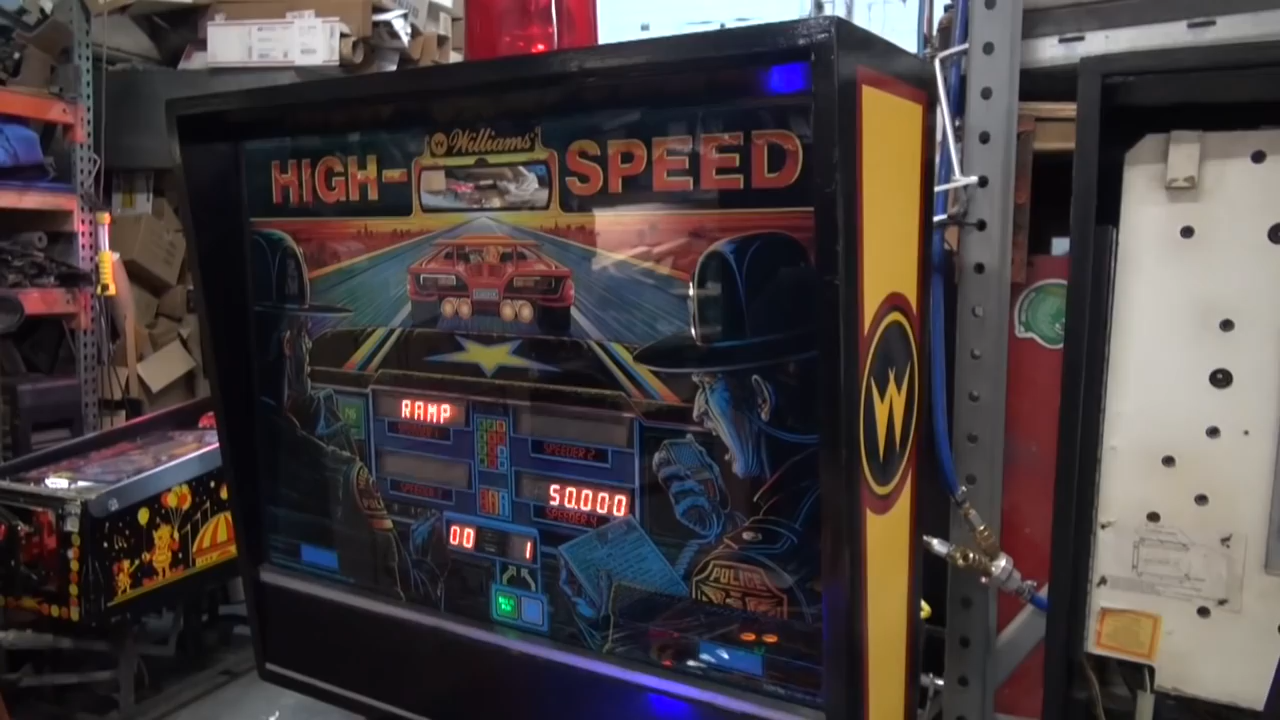 Williams
HIGH-SPEED
RAMP
SPEEDER 2
50,000
SPEEDER 4
00 1
POLICE
W